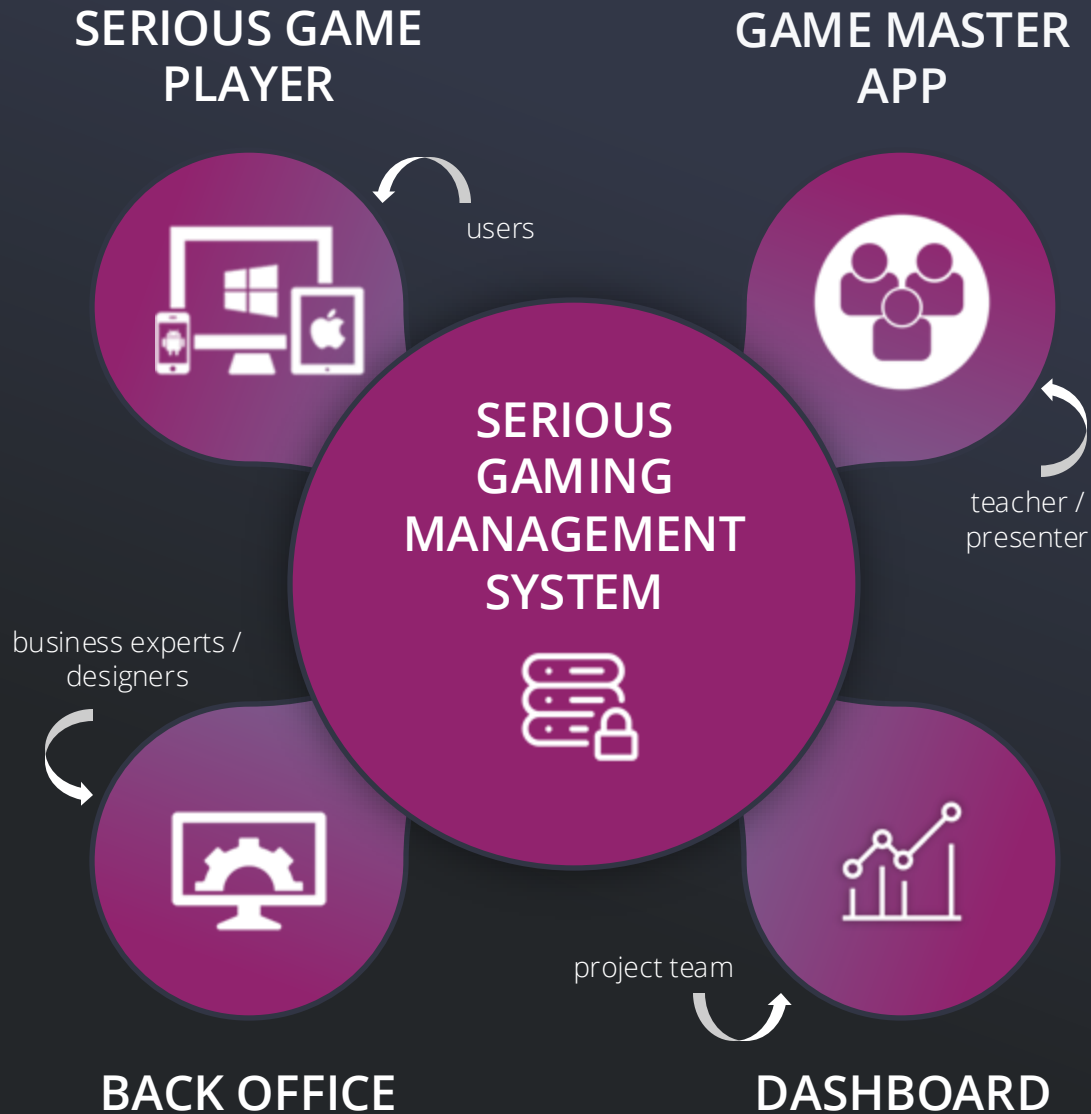 SERIOUS GAME
PLAYER
GAME MASTER
APP
users
SERIOUS
GAMING
MANAGEMENT
SYSTEM
teacher /
presenter
business experts /
designers
project team
BACK OFFICE
DASHBOARD